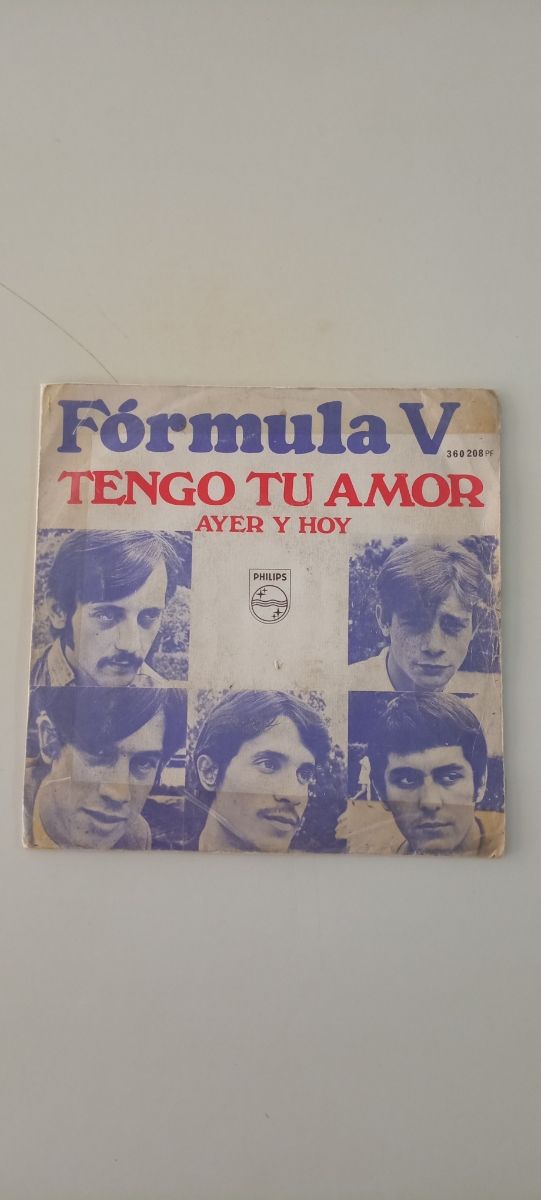 Fórmula V
360 208 PF
TENGO TU AMOR
AYER Y HOY
PHILIPS